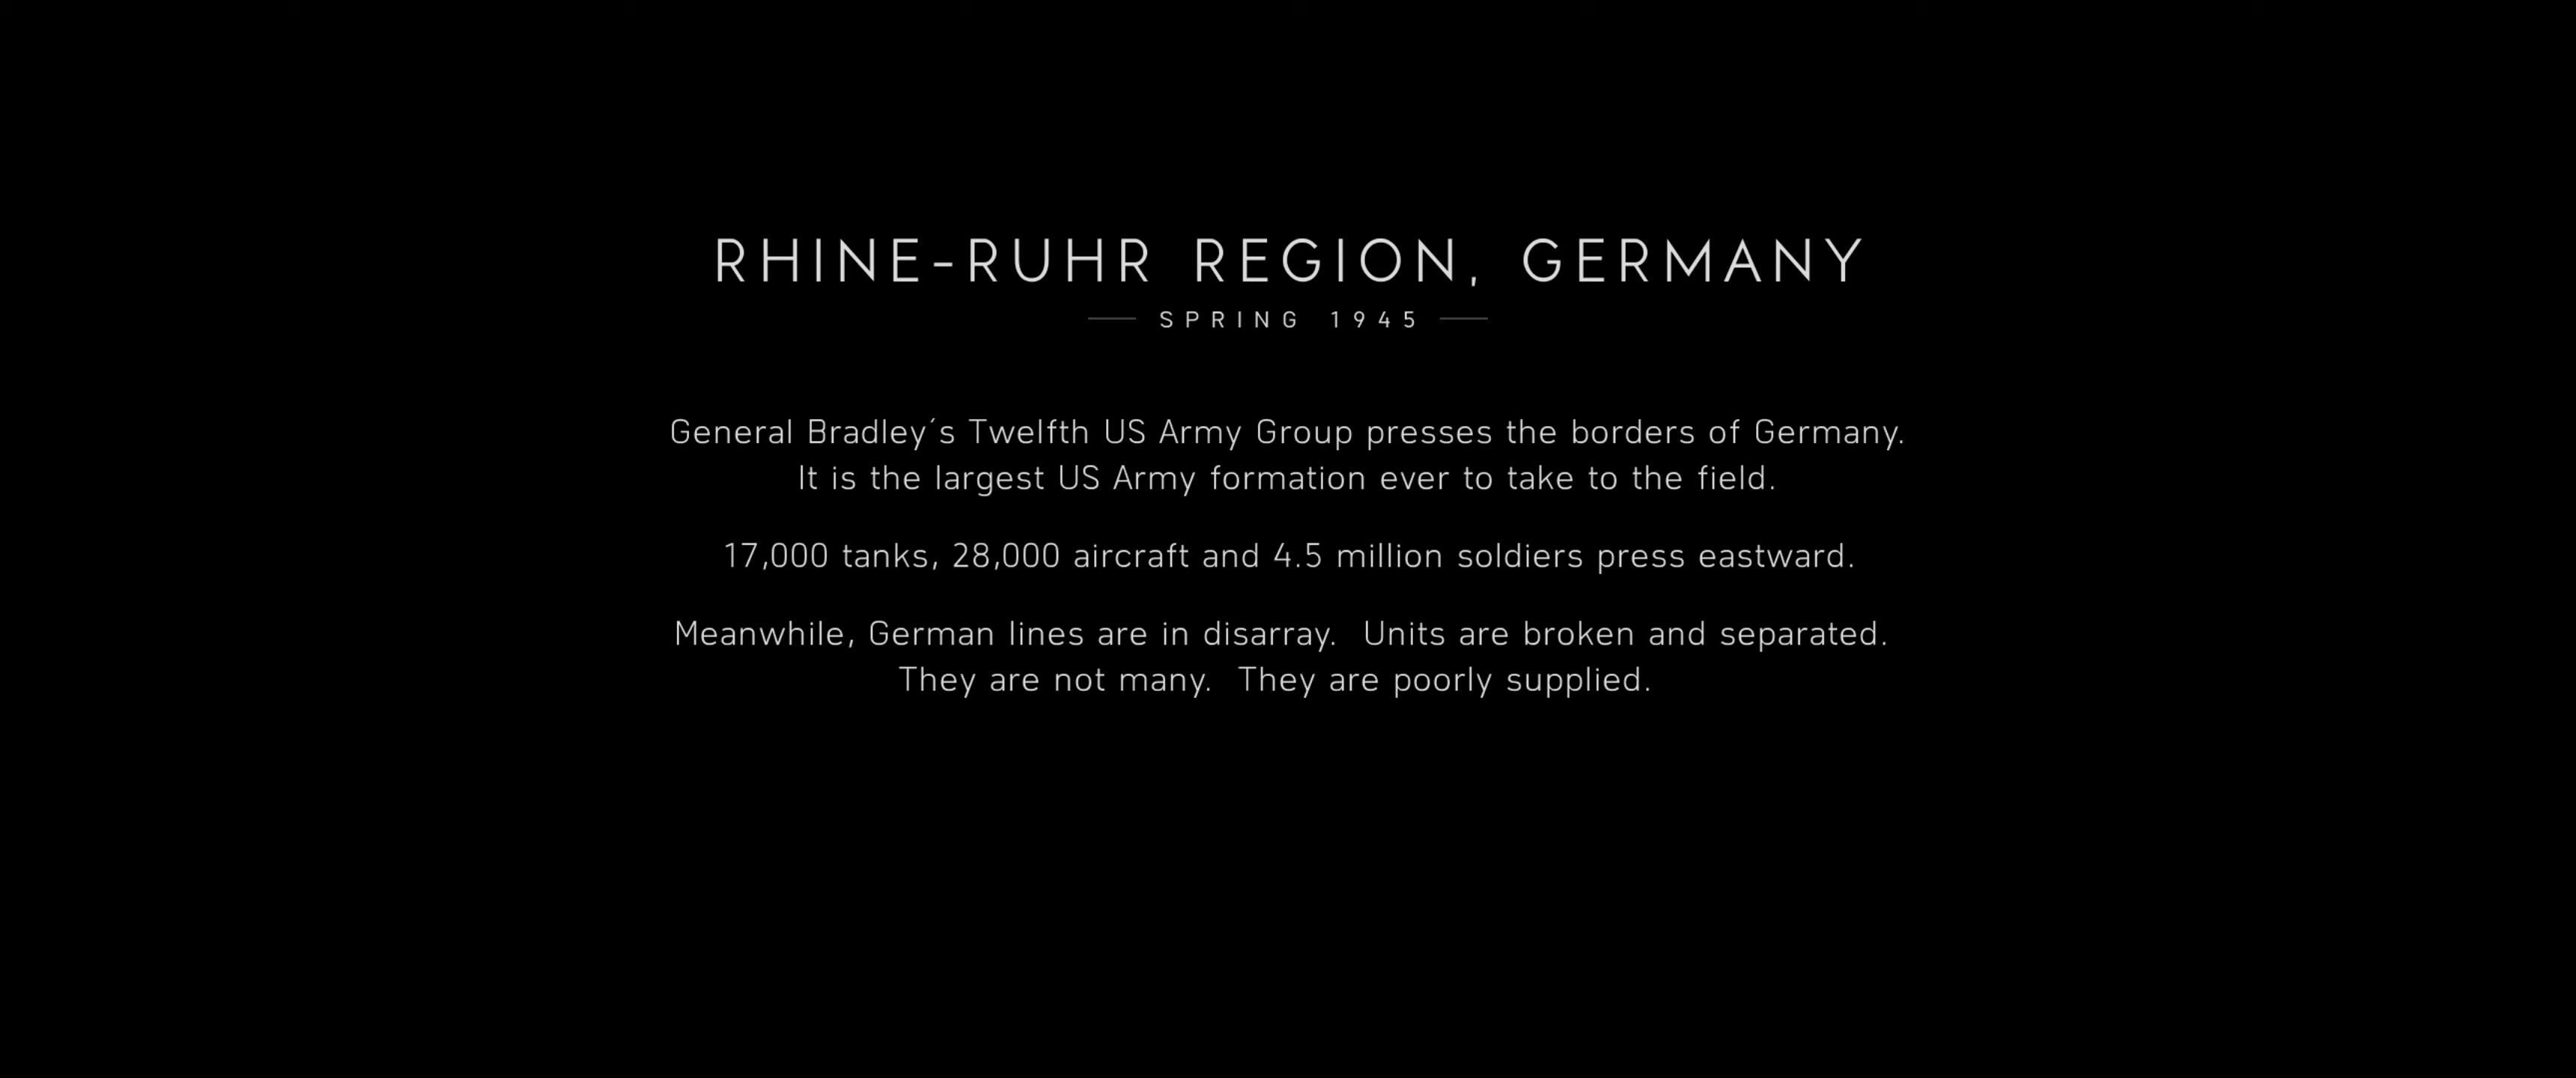 RHINE-RUHR REGION, GERMANY
SPRING 1945
General Bradley´s Twelfth US Army Group presses the borders of Germany.
It is the largest US Army formation ever to take to the field.
17,000 tanks, 28,000 aircraft and 4.5 million soldiers press eastward.
Meanwhile, German lines are in disarray.  Units are broken and separated.
They are not many.  They are poorly supplied.